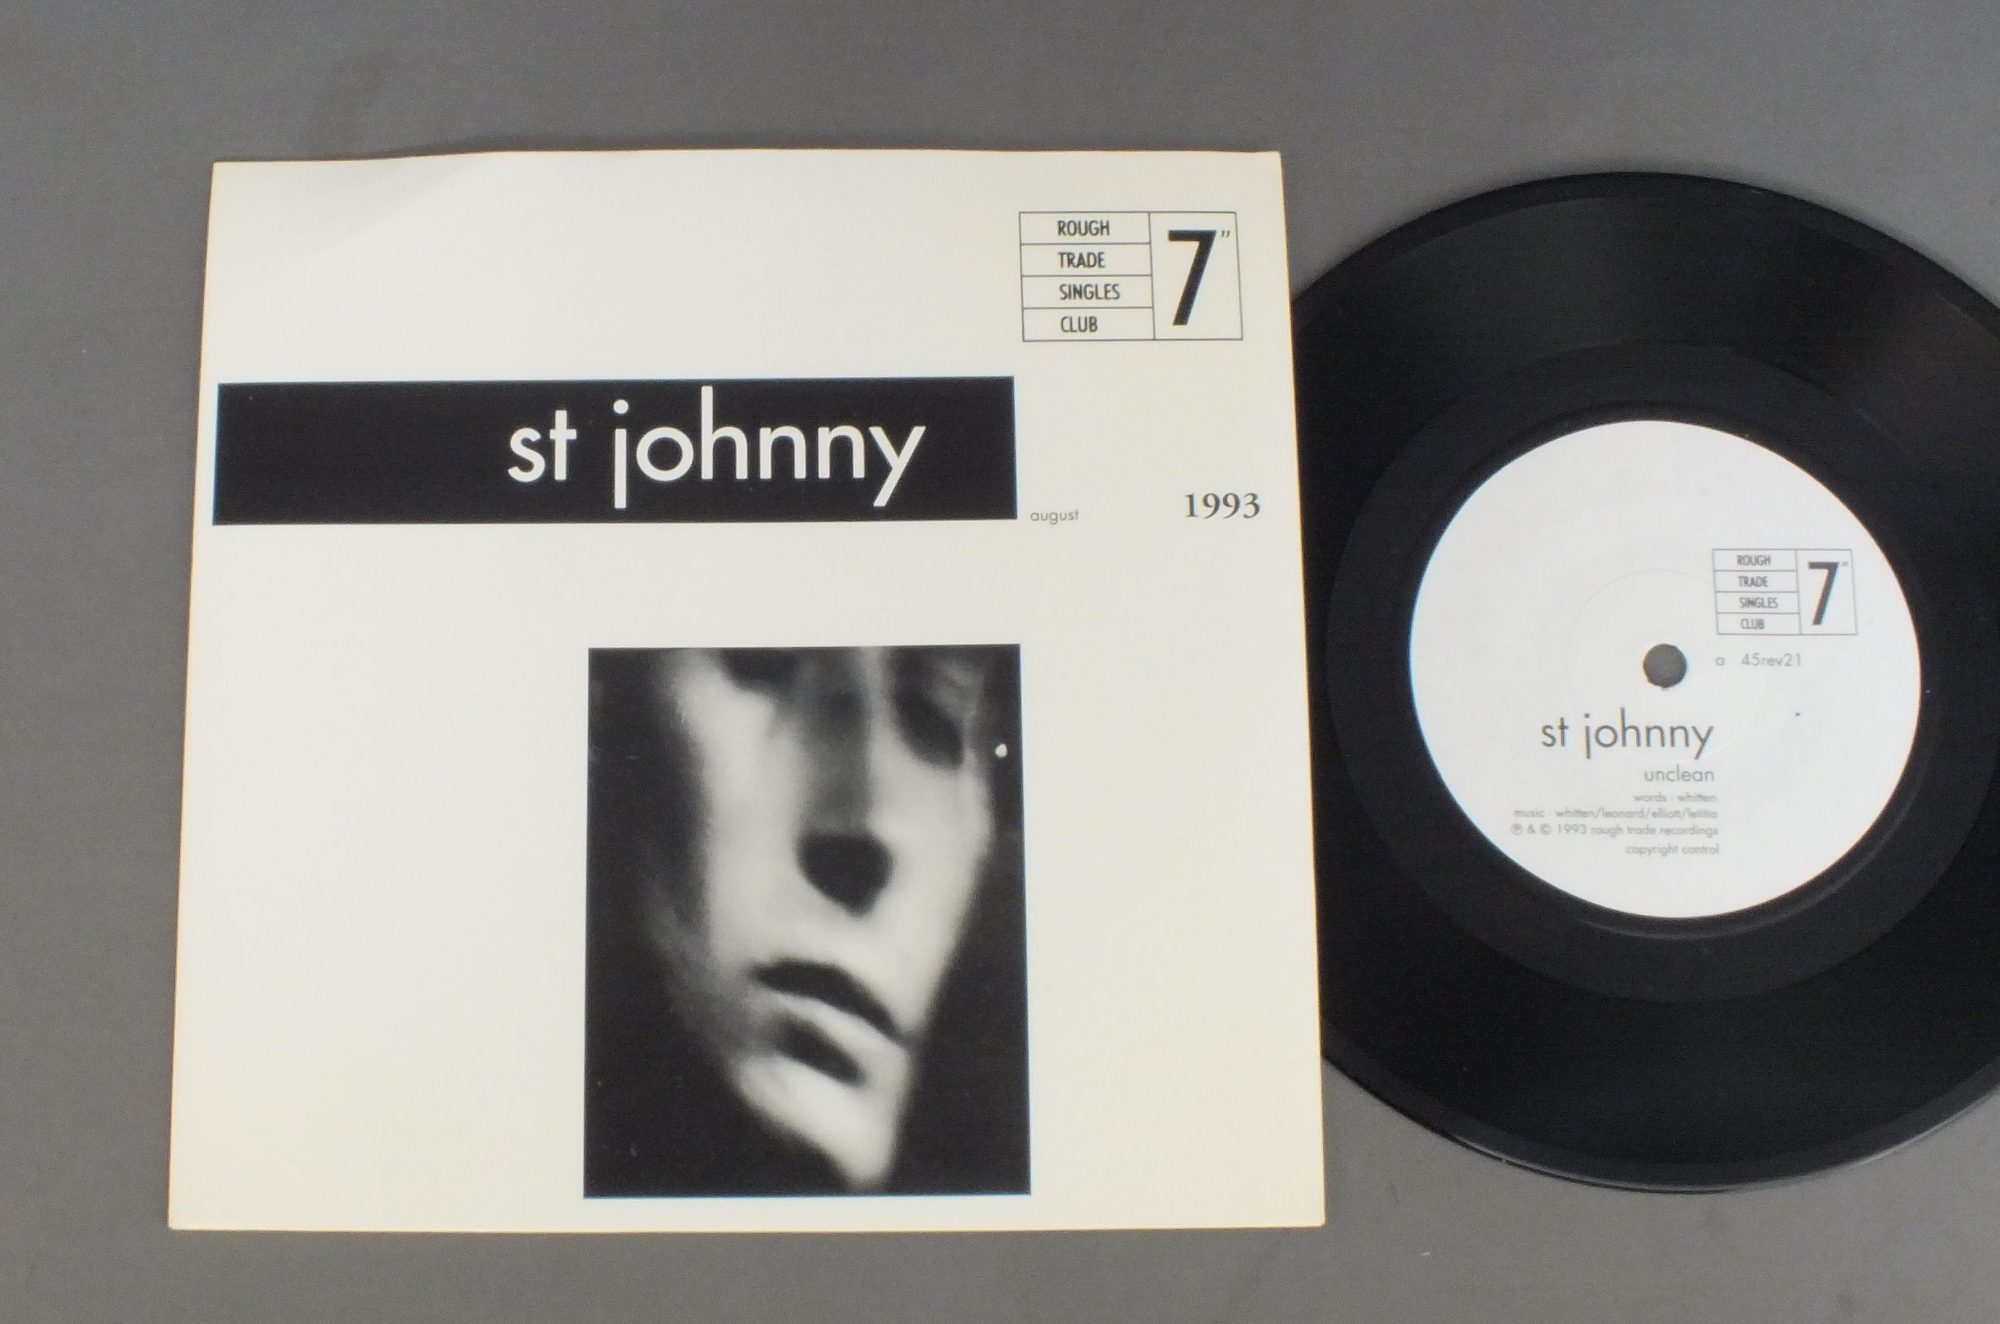 ROUGH
TRADE
SINGLES
CLUB
7"
st johnny
august 1993
ROUGH
TRADE
SINGLES
CLUB
7"
a 45rev21
st johnny
unclean
words - whitten
music - whitten/leonard/elliott/letitia
℗ & © 1993 rough trade recordings
copyright control